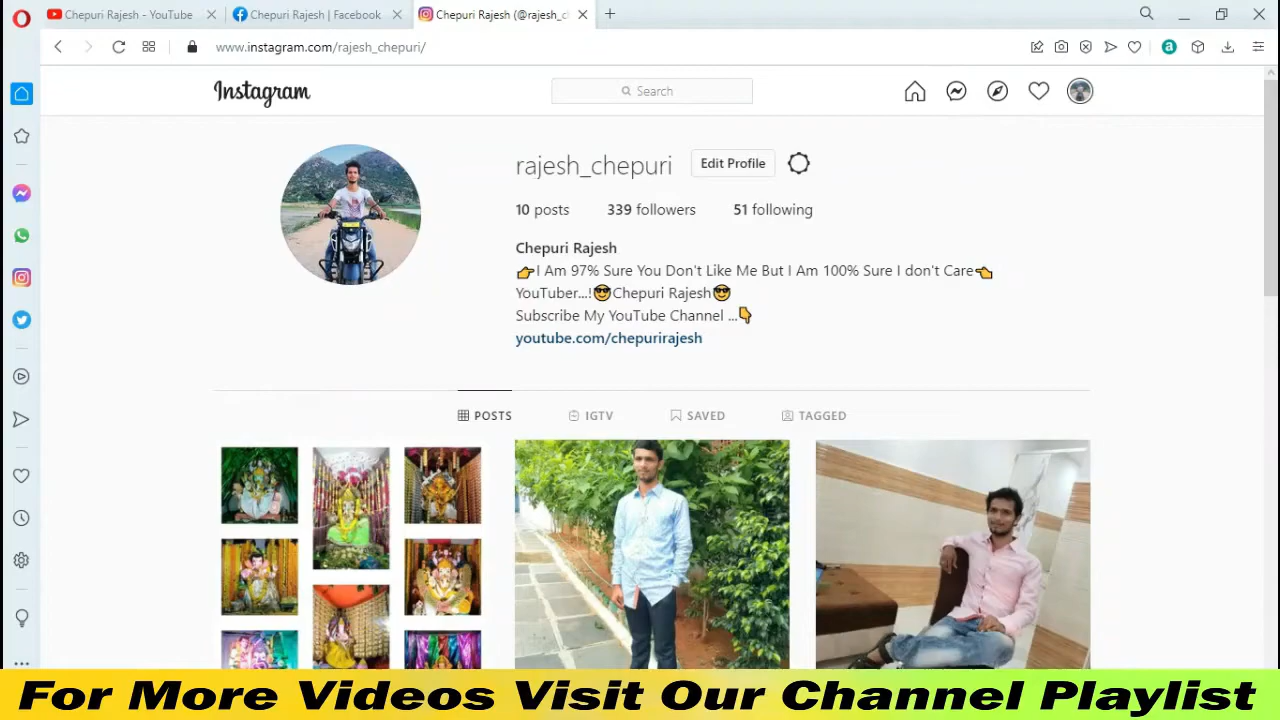 Chepuri Rajesh - YouTube
Chepuri Rajesh | Facebook
Chepuri Rajesh (@rajesh_c
www.instagram.com/rajesh_chepuri/
Instagram
Search
rajesh_chepuri
Edit Profile
10 posts 339 followers 51 following
Chepuri Rajesh
👉I Am 97% Sure You Don't Like Me But I Am 100% Sure I don't Care👈
YouTuber...!😎Chepuri Rajesh😎
Subscribe My YouTube Channel ...👇
youtube.com/chepurirajesh
POSTS IGTV SAVED TAGGED
For More Videos Visit Our Channel Playlist